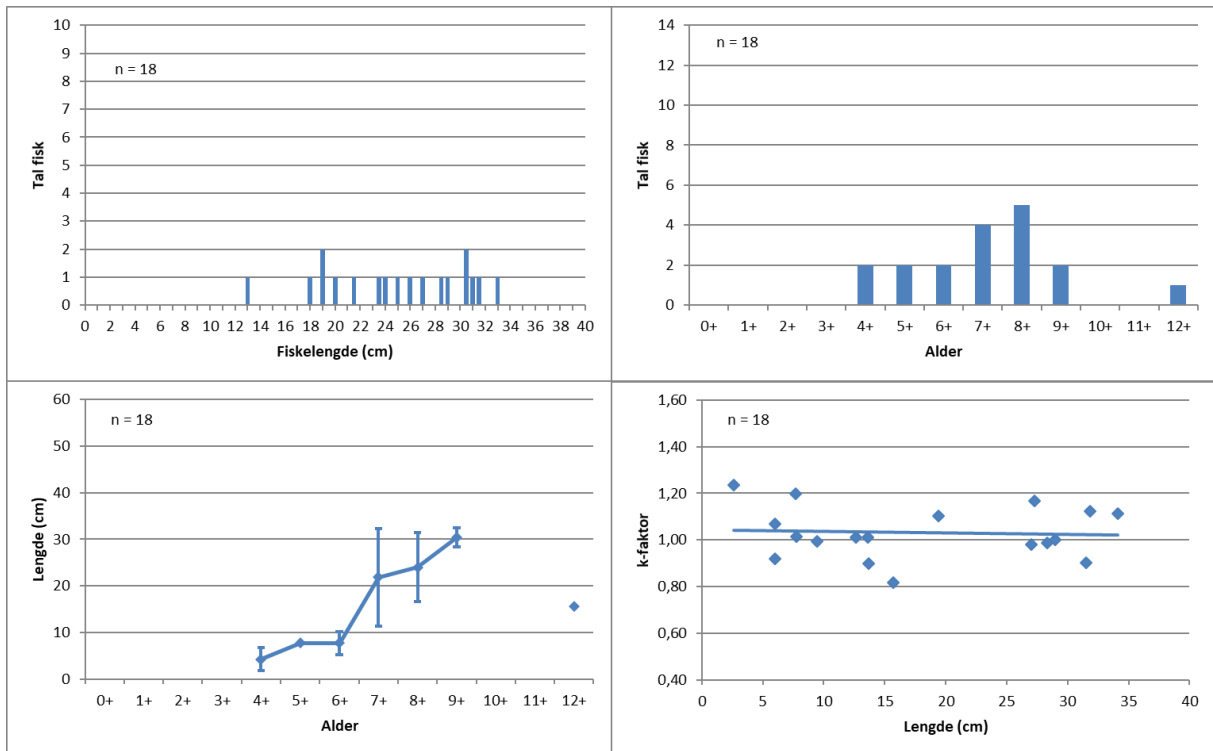 n = 18
Tal fisk
10
9
8
7
6
5
4
3
2
1
0
0 2 4 6 8 10 12 14 16 18 20 22 24 26 28 30 32 34 36 38 40
Fiskelengde (cm)
n = 18
Tal fisk
14
12
10
8
6
4
2
0
0+ 1+ 2+ 3+ 4+ 5+ 6+ 7+ 8+ 9+ 10+ 11+ 12+
Alder
n = 18
Lengde (cm)
60
50
40
30
20
10
0
0+ 1+ 2+ 3+ 4+ 5+ 6+ 7+ 8+ 9+ 10+ 11+ 12+
Alder
n = 18
k-faktor
1,60
1,40
1,20
1,00
0,80
0,60
0,40
0 5 10 15 20 25 30 35 40
Lengde (cm)